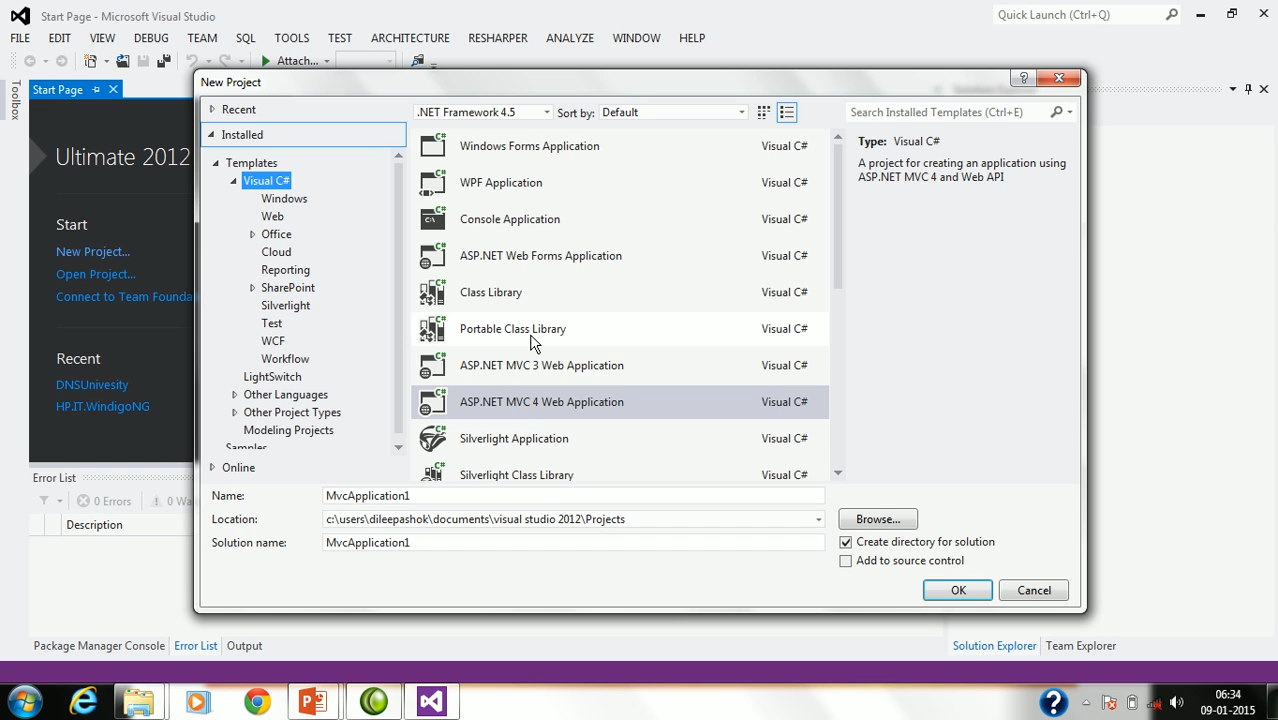 Start Page - Microsoft Visual Studio
Quick Launch (Ctrl+Q)
FILE EDIT VIEW DEBUG TEAM SQL TOOLS TEST ARCHITECTURE RESHARPER ANALYZE WINDOW HELP
Attach...
Toolbox
Start Page
Ultimate 2012
Start
New Project...
Open Project...
Connect to Team Founda
Recent
DNSUnivesity
HP.IT.WindigoNG
New Project
Recent
Installed
Templates
Visual C#
Windows
Web
Office
Cloud
Reporting
SharePoint
Silverlight
Test
WCF
Workflow
LightSwitch
Other Languages
Other Project Types
Modeling Projects
Samples
Online
.NET Framework 4.5 Sort by: Default
Search Installed Templates (Ctrl+E)
Windows Forms Application Visual C#
WPF Application Visual C#
Console Application Visual C#
ASP.NET Web Forms Application Visual C#
Class Library Visual C#
Portable Class Library Visual C#
ASP.NET MVC 3 Web Application Visual C#
ASP.NET MVC 4 Web Application Visual C#
Silverlight Application Visual C#
Silverlight Class Library Visual C#
Type: Visual C#
A project for creating an application using
ASP.NET MVC 4 and Web API
Name: MvcApplication1
Location: c:\users\dileepashok\documents\visual studio 2012\Projects
Browse...
Solution name: MvcApplication1
Create directory for solution
Add to source control
OK Cancel
Error List
0 Errors 0 Wa
Description
Package Manager Console Error List Output
Solution Explorer Team Explorer
06:34
09-01-2015